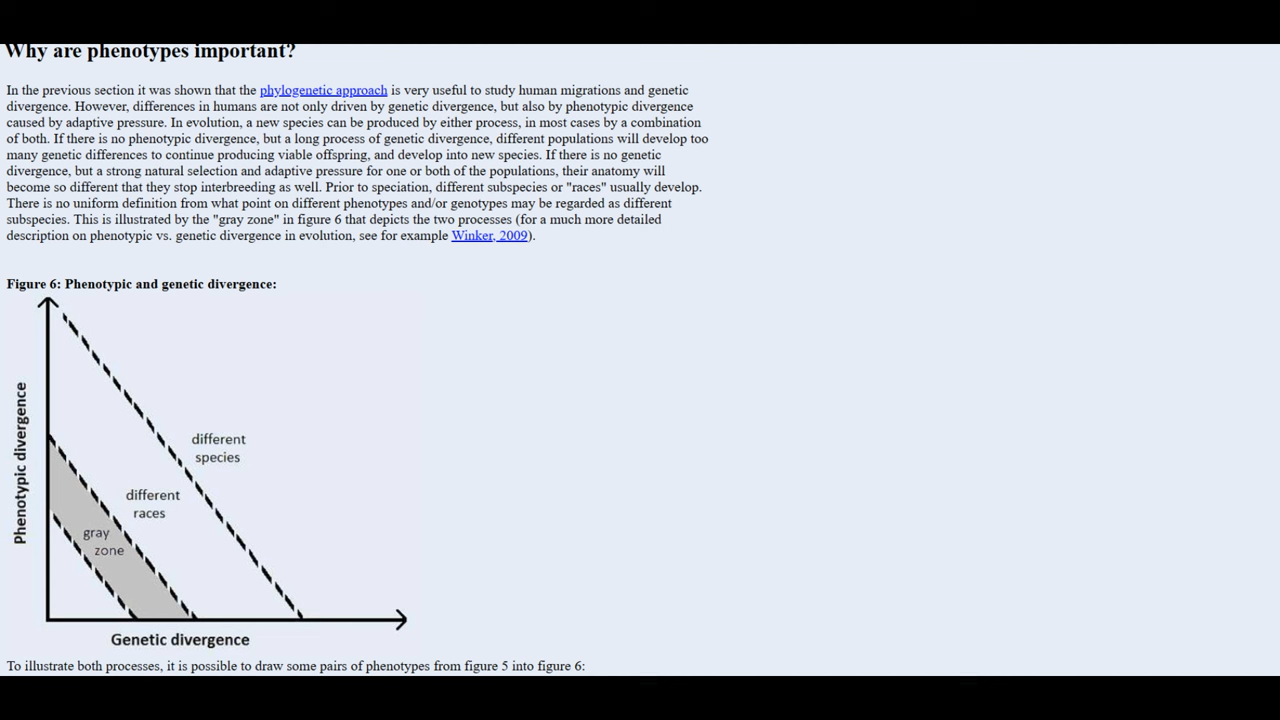 Why are phenotypes important?
In the previous section it was shown that the phylogenetic approach is very useful to study human migrations and genetic
divergence. However, differences in humans are not only driven by genetic divergence, but also by phenotypic divergence
caused by adaptive pressure. In evolution, a new species can be produced by either process, in most cases by a combination
of both. If there is no phenotypic divergence, but a long process of genetic divergence, different populations will develop too
many genetic differences to continue producing viable offspring, and develop into new species. If there is no genetic
divergence, but a strong natural selection and adaptive pressure for one or both of the populations, their anatomy will
become so different that they stop interbreeding as well. Prior to speciation, different subspecies or "races" usually develop.
There is no uniform definition from what point on different phenotypes and/or genotypes may be regarded as different
subspecies. This is illustrated by the "gray zone" in figure 6 that depicts the two processes (for a much more detailed
description on phenotypic vs. genetic divergence in evolution, see for example Winker, 2009).
Figure 6: Phenotypic and genetic divergence:
Phenotypic divergence
different
species
different
races
gray
zone
Genetic divergence
To illustrate both processes, it is possible to draw some pairs of phenotypes from figure 5 into figure 6: